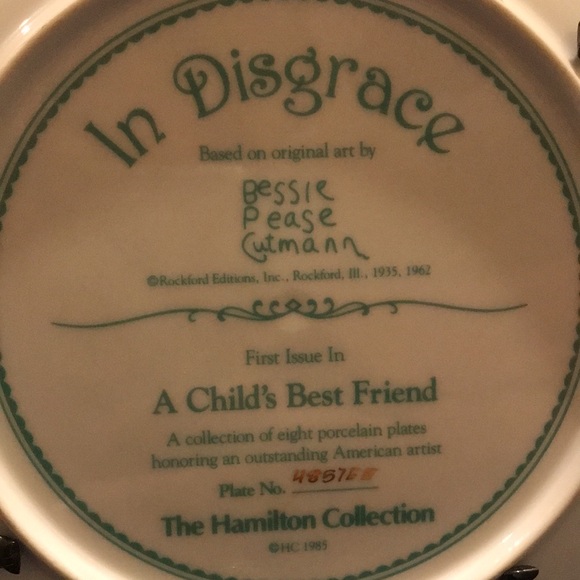 In Disgrace
Based on original art by
Bessie
Pease
Gutmann
©Rockford Editions, Inc., Rockford, Ill., 1935, 1962
First Issue In
A Child's Best Friend
A collection of eight porcelain plates
honoring an outstanding American artist
Plate No.
The Hamilton Collection
©HC 1985